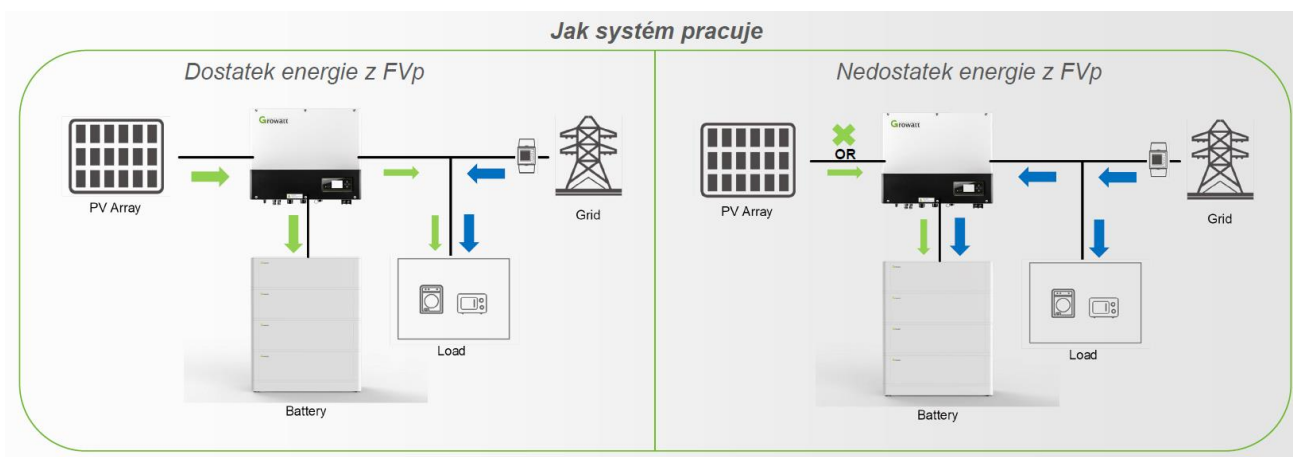 Jak systém pracuje
Dostatek energie z FVp
Growatt
PV Array
Grid
Load
Battery
Nedostatek energie z FVp
OR
Growatt
PV Array
Grid
Load
Battery